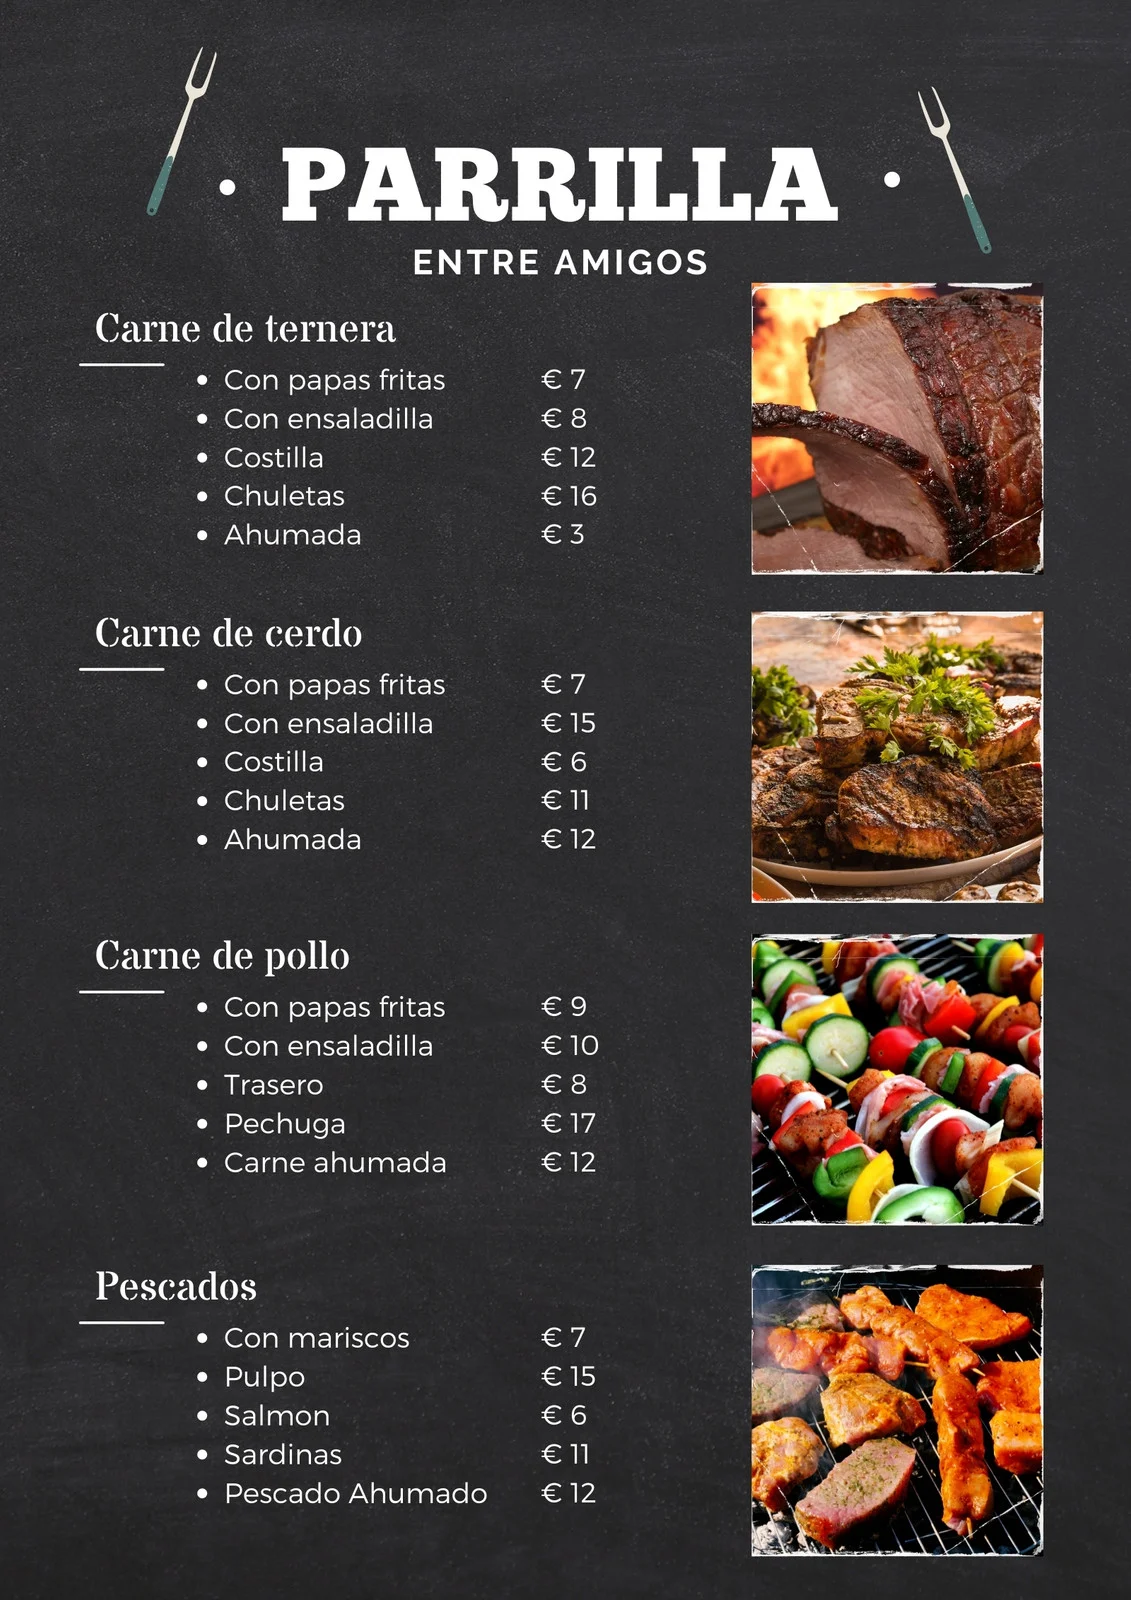 PARRILLA
ENTRE AMIGOS
Carne de ternera
• Con papas fritas € 7
• Con ensaladilla € 8
• Costilla € 12
• Chuletas € 16
• Ahumada € 3
Carne de cerdo
• Con papas fritas € 7
• Con ensaladilla € 15
• Costilla € 6
• Chuletas € 11
• Ahumada € 12
Carne de pollo
• Con papas fritas € 9
• Con ensaladilla € 10
• Trasero € 8
• Pechuga € 17
• Carne ahumada € 12
Pescados
• Con mariscos € 7
• Pulpo € 15
• Salmon € 6
• Sardinas € 11
• Pescado Ahumado € 12